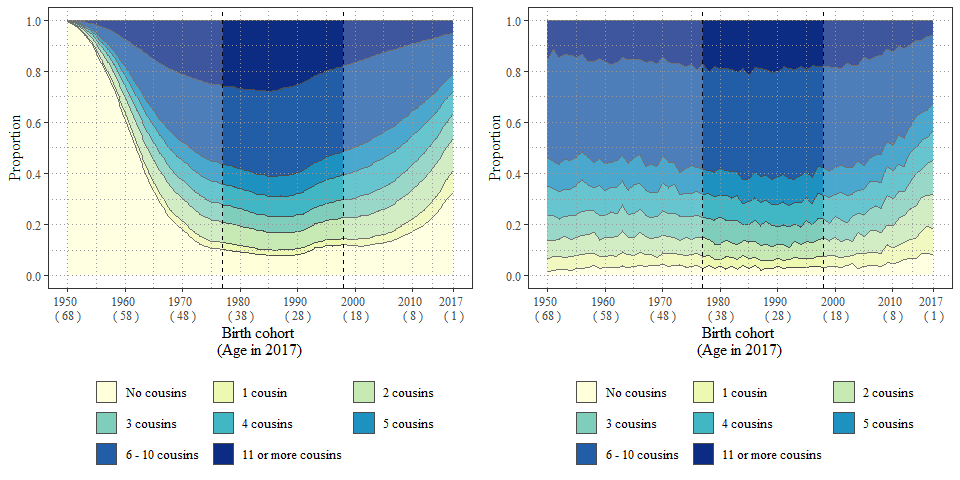 1.0
0.8
0.6
0.4
0.2
0.0
Proportion
1950 1960 1970 1980 1990 2000 2010 2017
( 68 ) ( 58 ) ( 48 ) ( 38 ) ( 28 ) ( 18 ) ( 8 ) ( 1 )
Birth cohort
(Age in 2017)
No cousins 1 cousin 2 cousins
3 cousins 4 cousins 5 cousins
6 - 10 cousins 11 or more cousins
1.0
0.8
0.6
0.4
0.2
0.0
Proportion
1950 1960 1970 1980 1990 2000 2010 2017
( 68 ) ( 58 ) ( 48 ) ( 38 ) ( 28 ) ( 18 ) ( 8 ) ( 1 )
Birth cohort
(Age in 2017)
No cousins 1 cousin 2 cousins
3 cousins 4 cousins 5 cousins
6 - 10 cousins 11 or more cousins